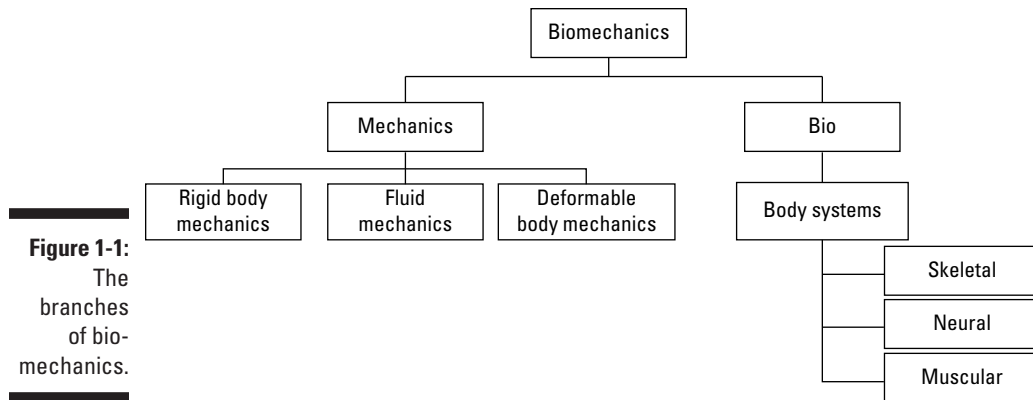 Biomechanics
Mechanics
Bio
Rigid body
mechanics
Fluid
mechanics
Deformable
body mechanics
Body systems
Skeletal
Neural
Muscular
Figure 1-1:
The
branches
of bio-
mechanics.